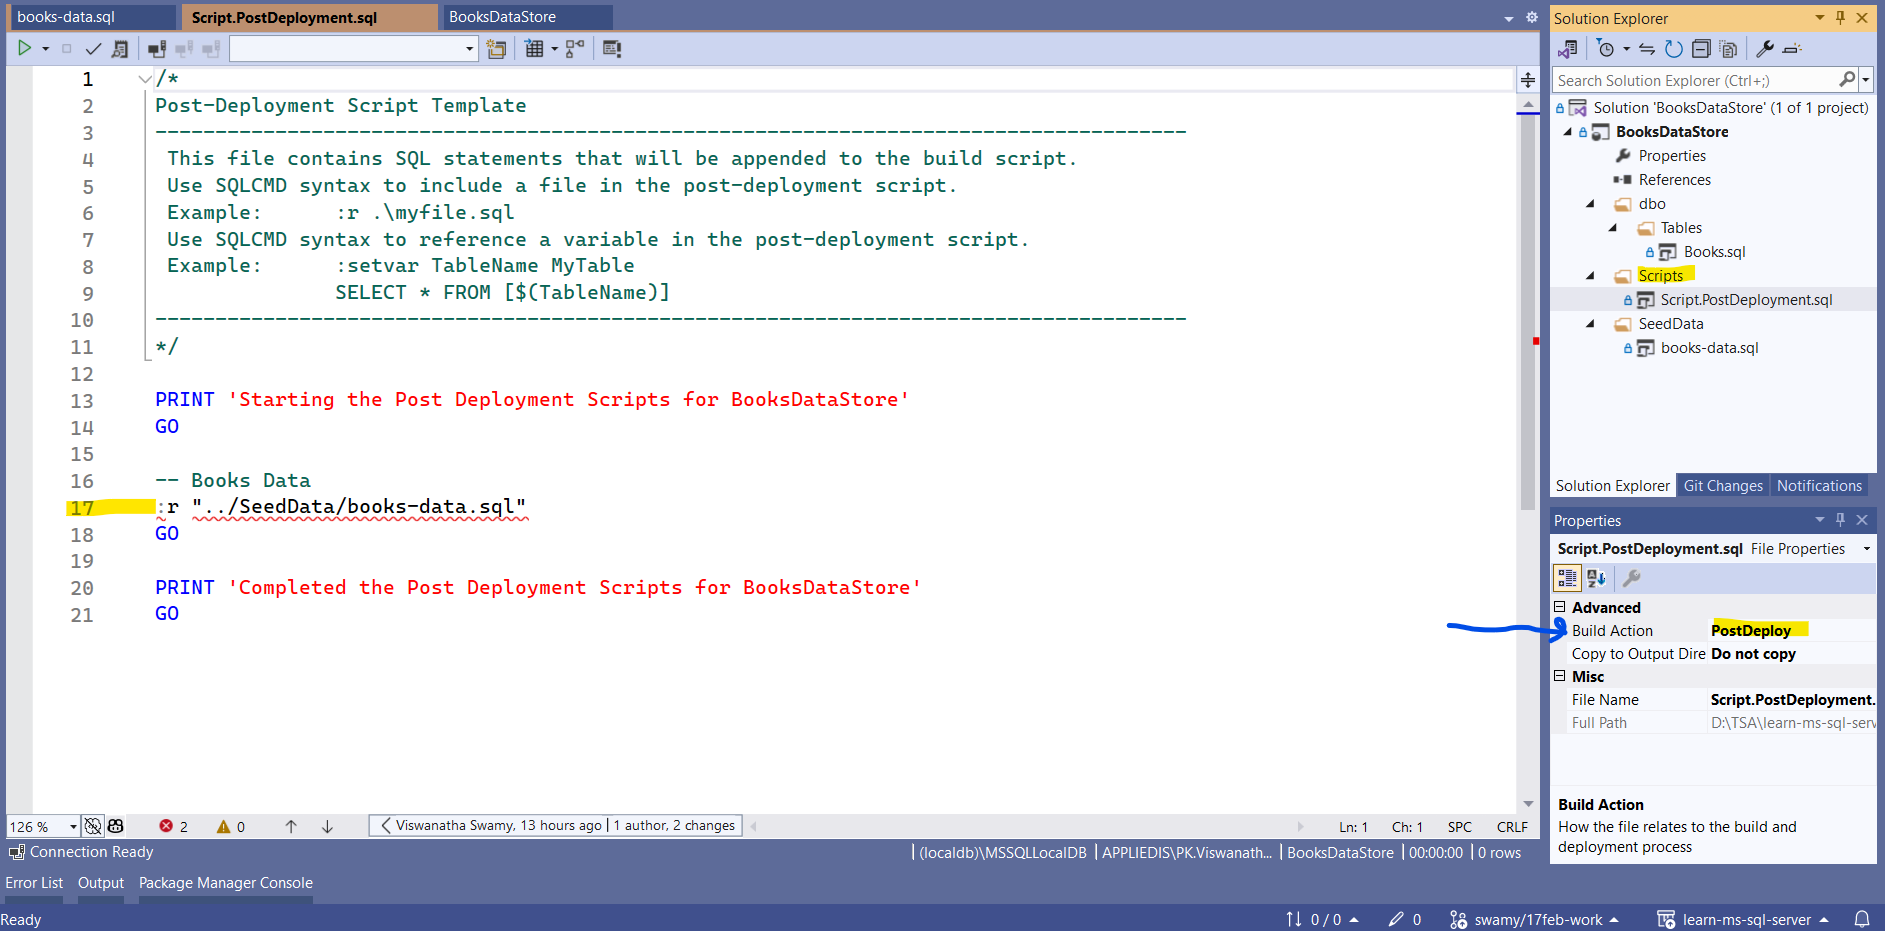 books-data.sql
Script.PostDeployment.sql
BooksDataStore
1 /*
2 Post-Deployment Script Template
3 --------------------------------------------------------------------------------------
4 This file contains SQL statements that will be appended to the build script.
5 Use SQLCMD syntax to include a file in the post-deployment script.
6 Example:      :r .\myfile.sql
7 Use SQLCMD syntax to reference a variable in the post-deployment script.
8 Example:      :setvar TableName MyTable
9               SELECT * FROM [$(TableName)]
10 --------------------------------------------------------------------------------------
11 */
12
13 PRINT 'Starting the Post Deployment Scripts for BooksDataStore'
14 GO
15
16 -- Books Data
17 :r "../SeedData/books-data.sql"
18 GO
19
20 PRINT 'Completed the Post Deployment Scripts for BooksDataStore'
21 GO
126 %
2
0
Viswanatha Swamy, 13 hours ago | 1 author, 2 changes
Ln: 1
Ch: 1
SPC
CRLF
Connection Ready
(localdb)\MSSQLLocalDB
APPLIEDIS\PK.Viswanath...
BooksDataStore
00:00:00
0 rows
Solution Explorer
Search Solution Explorer (Ctrl+;)
Solution 'BooksDataStore' (1 of 1 project)
BooksDataStore
Properties
References
dbo
Tables
Books.sql
Scripts
Script.PostDeployment.sql
SeedData
books-data.sql
Solution Explorer
Git Changes
Notifications
Properties
Script.PostDeployment.sql File Properties
Advanced
Build Action PostDeploy
Copy to Output Dire Do not copy
Misc
File Name Script.PostDeployment.
Full Path D:\TSA\learn-ms-sql-serv
Build Action
How the file relates to the build and
deployment process
Error List
Output
Package Manager Console
Ready
0 / 0
0
swamy/17feb-work
learn-ms-sql-server